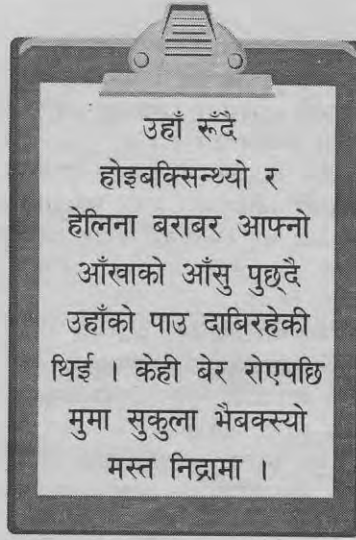 उहाँ रूँदै
होइबक्सिन्थ्यो र
हेलिना बराबर आफ्नो
आँखाको आँसु पुछ्दै
उहाँको पाउ दाबिरहेकी
थिई । केही बेर रोएपछि
मुमा सुकुला भैबक्स्यो
मस्त निद्रामा ।